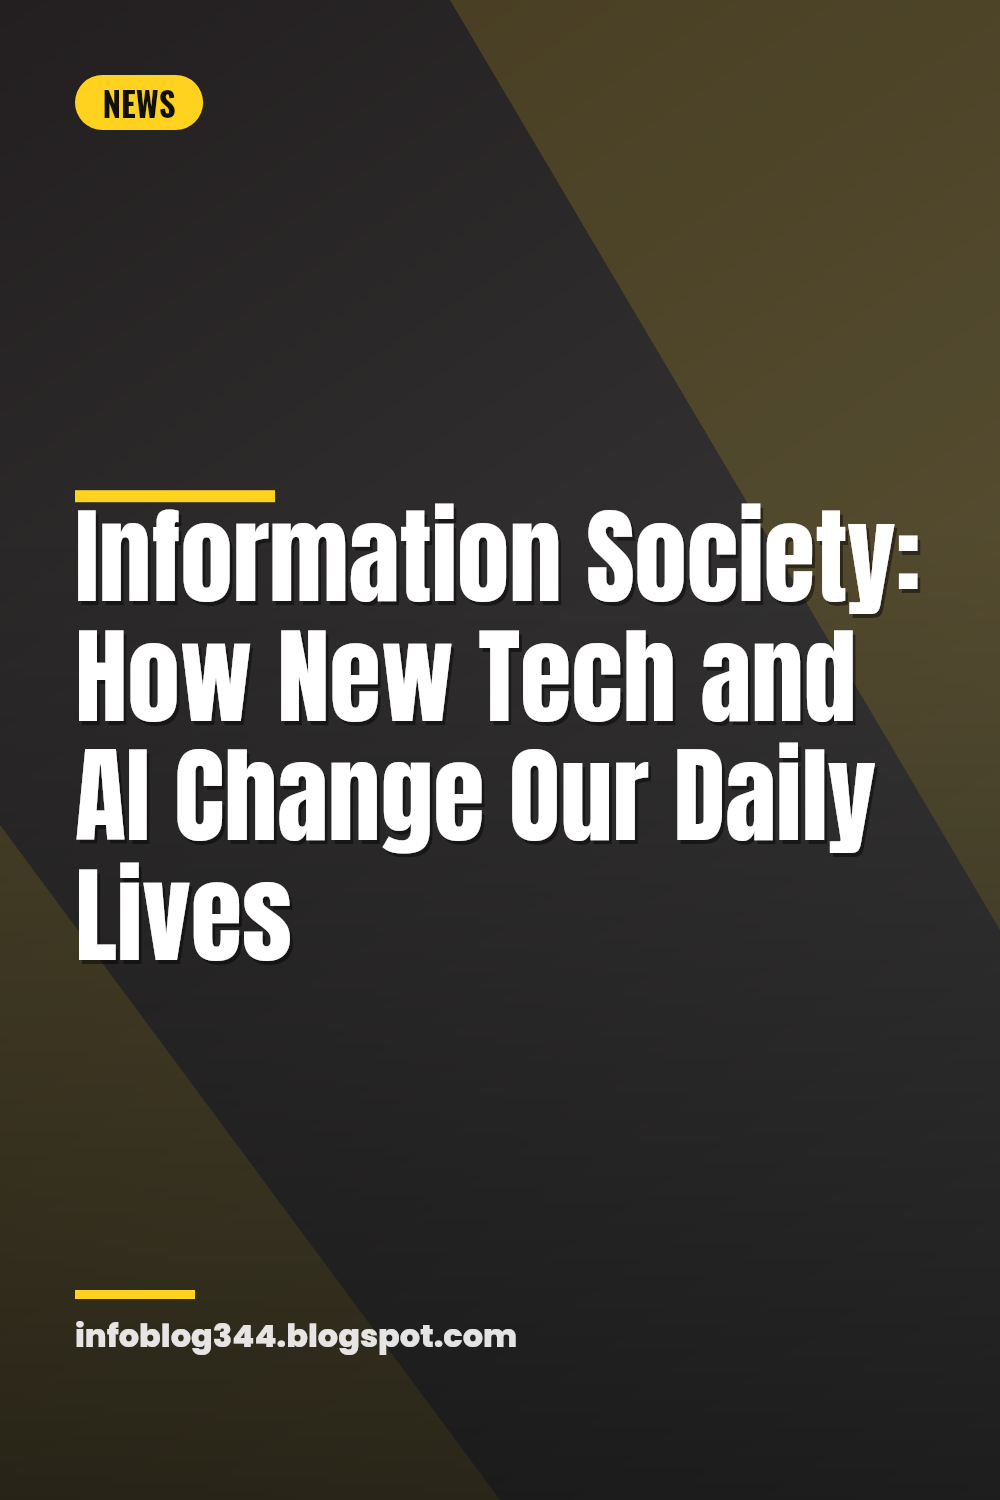 NEWS
Information Society:
How New Tech and
AI Change Our Daily
Lives
infoblog344.blogspot.com